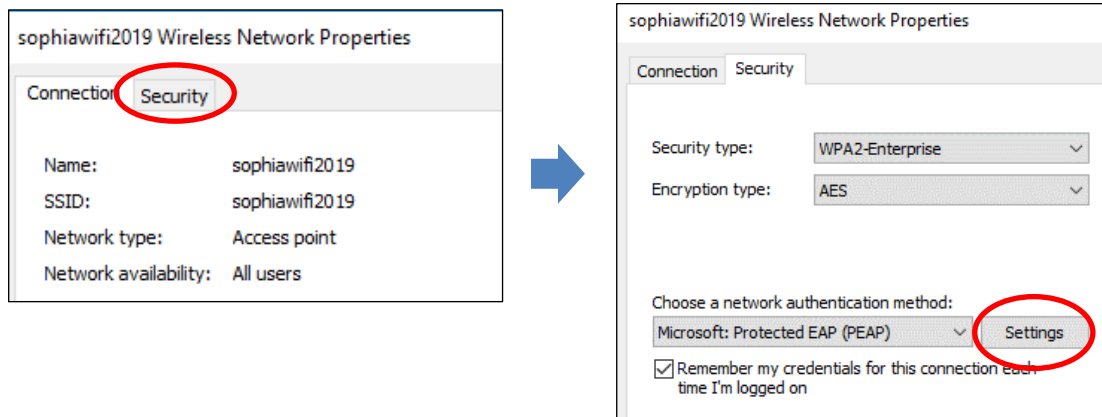 sophiawifi2019 Wireless Network Properties
Connection Security
Name: sophiawifi2019
SSID: sophiawifi2019
Network type: Access point
Network availability: All users
sophiawifi2019 Wireless Network Properties
Connection Security
Security type: WPA2-Enterprise
Encryption type: AES
Choose a network authentication method:
Microsoft: Protected EAP (PEAP) Settings
Remember my credentials for this connection each
time I'm logged on